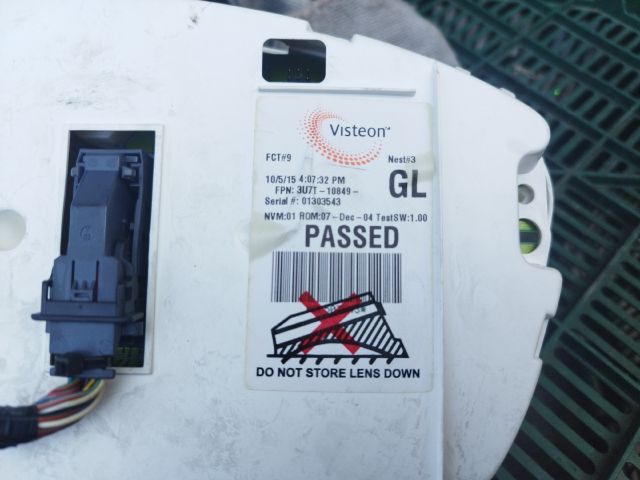 Visteon™
FCT#9 Nest#3
10/5/15 4:07:32 PM
FPN: 3U7T-10849- GL
Serial #: 01303543
NVM:01 ROM:07-Dec-04 TestSW:1.00
PASSED
DO NOT STORE LENS DOWN